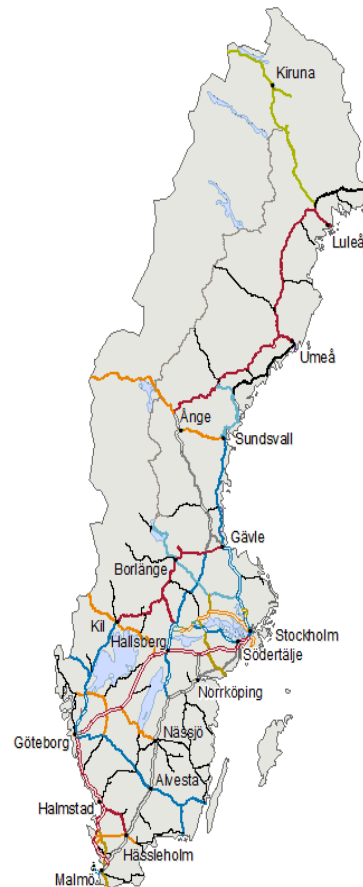 Kiruna
Luleå
Umeå
Ånge
Sundsvall
Gävle
Borlänge
Kil
Hallsberg
Stockholm
Södertälje
Norrköping
Göteborg
Nässjö
Alvesta
Halmstad
Hässleholm
Malmö